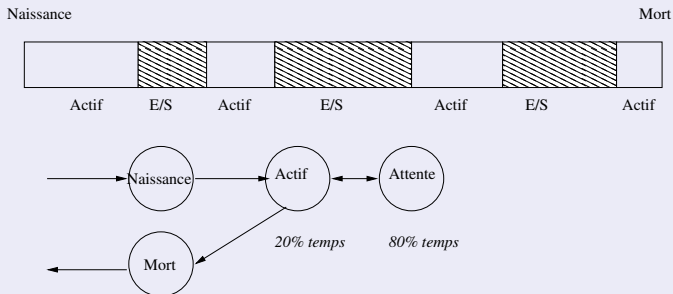 Naissance Mort
Actif E/S Actif E/S Actif E/S Actif
Naissance Actif Attente
20% temps 80% temps
Mort